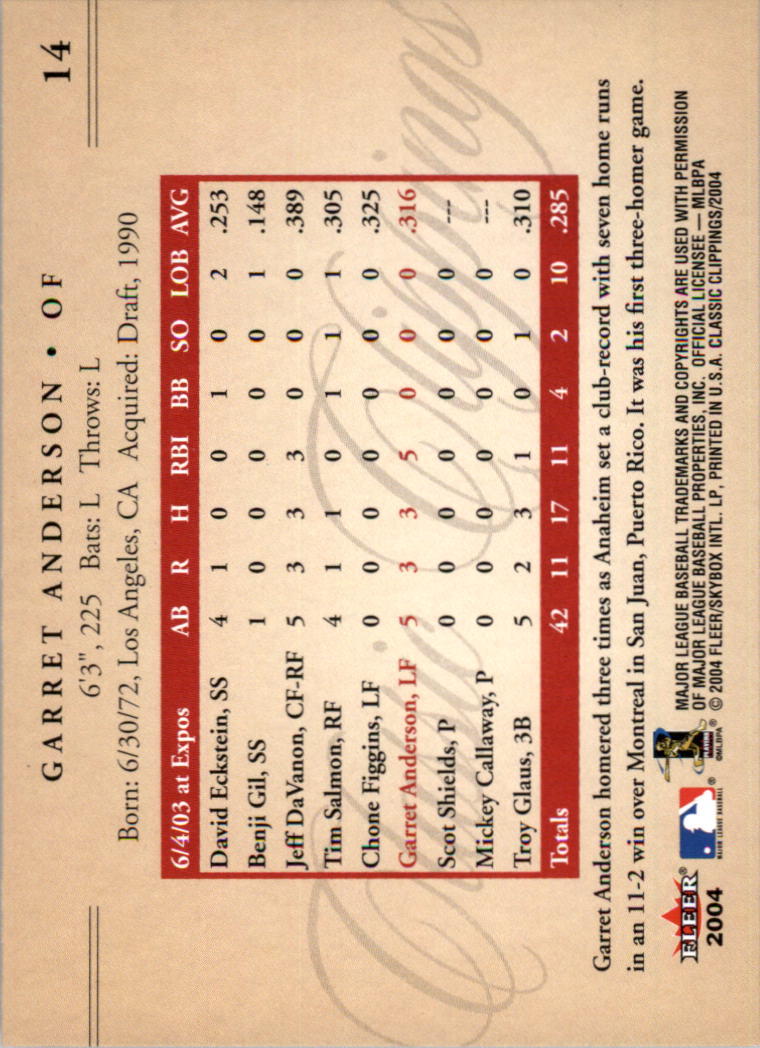 14
GARRET ANDERSON • OF
6'3", 225 Bats: L Throws: L
Born: 6/30/72, Los Angeles, CA Acquired: Draft, 1990
6/4/03 at Expos AB R H RBI BB SO LOB AVG
David Eckstein, SS 4 1 0 0 1 0 2 .253
Benji Gil, SS 1 0 0 0 0 0 1 .148
Jeff DaVanon, CF-RF 5 3 3 3 0 0 0 .389
Tim Salmon, RF 4 1 1 0 1 1 1 .305
Chone Figgins, LF 0 0 0 0 0 0 0 .325
Garret Anderson, LF 5 3 3 5 0 0 0 .316
Scot Shields, P 0 0 0 0 0 0 0 ---
Mickey Callaway, P 0 0 0 0 0 0 0 ---
Troy Glaus, 3B 5 2 3 1 0 1 0 .310
Totals 42 11 17 11 4 2 10 .285
Classic Clippings
Garret Anderson homered three times as Anaheim set a club-record with seven home runs
in an 11-2 win over Montreal in San Juan, Puerto Rico. It was his first three-homer game.
FLEER®
2004
MAJOR LEAGUE BASEBALL ®
®
©MLBPA
MAJOR LEAGUE BASEBALL TRADEMARKS AND COPYRIGHTS ARE USED WITH PERMISSION
OF MAJOR LEAGUE BASEBALL PROPERTIES, INC. OFFICIAL LICENSEE — MLBPA
© 2004 FLEER/SKYBOX INTL. LP, PRINTED IN U.S.A. CLASSIC CLIPPINGS/2004